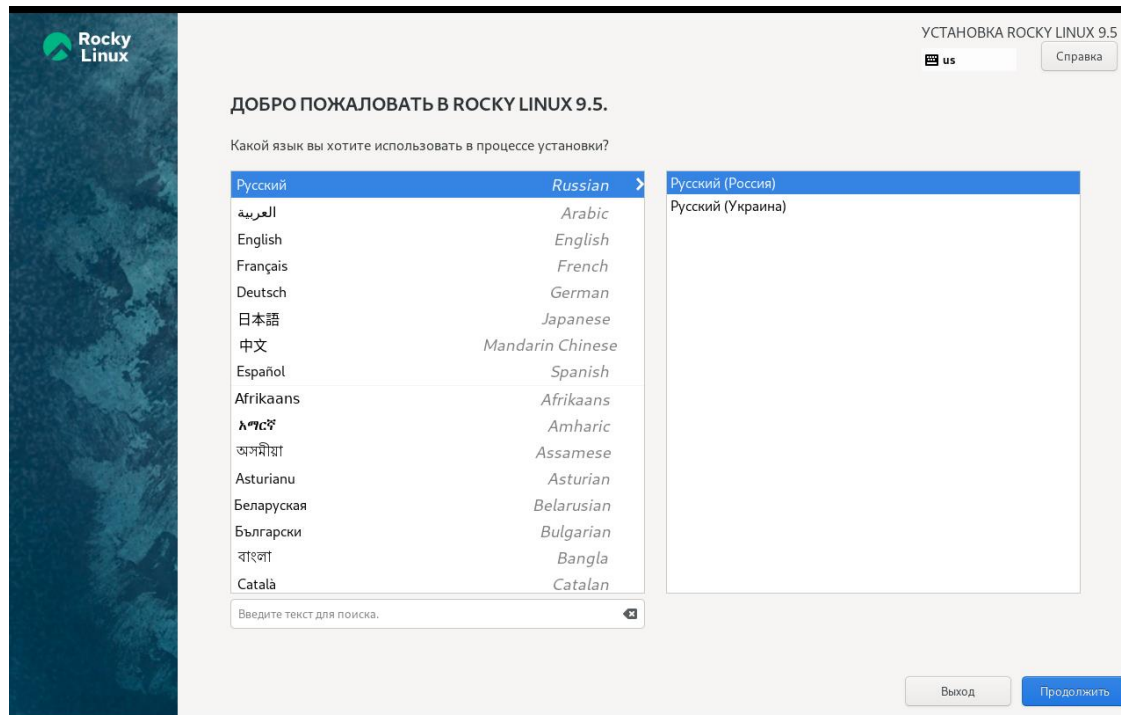 Rocky
Linux
УСТАНОВКА ROCKY LINUX 9.5
us
Справка
ДОБРО ПОЖАЛОВАТЬ В ROCKY LINUX 9.5.
Какой язык вы хотите использовать в процессе установки?
Русский Russian
العربية Arabic
English English
Français French
Deutsch German
日本語 Japanese
中文 Mandarin Chinese
Español Spanish
Afrikaans Afrikaans
አማርኛ Amharic
অসমীয়া Assamese
Asturianu Asturian
Беларуская Belarusian
Български Bulgarian
বাংলা Bangla
Català Catalan
Введите текст для поиска.
Русский (Россия)
Русский (Украина)
Выход
Продолжить